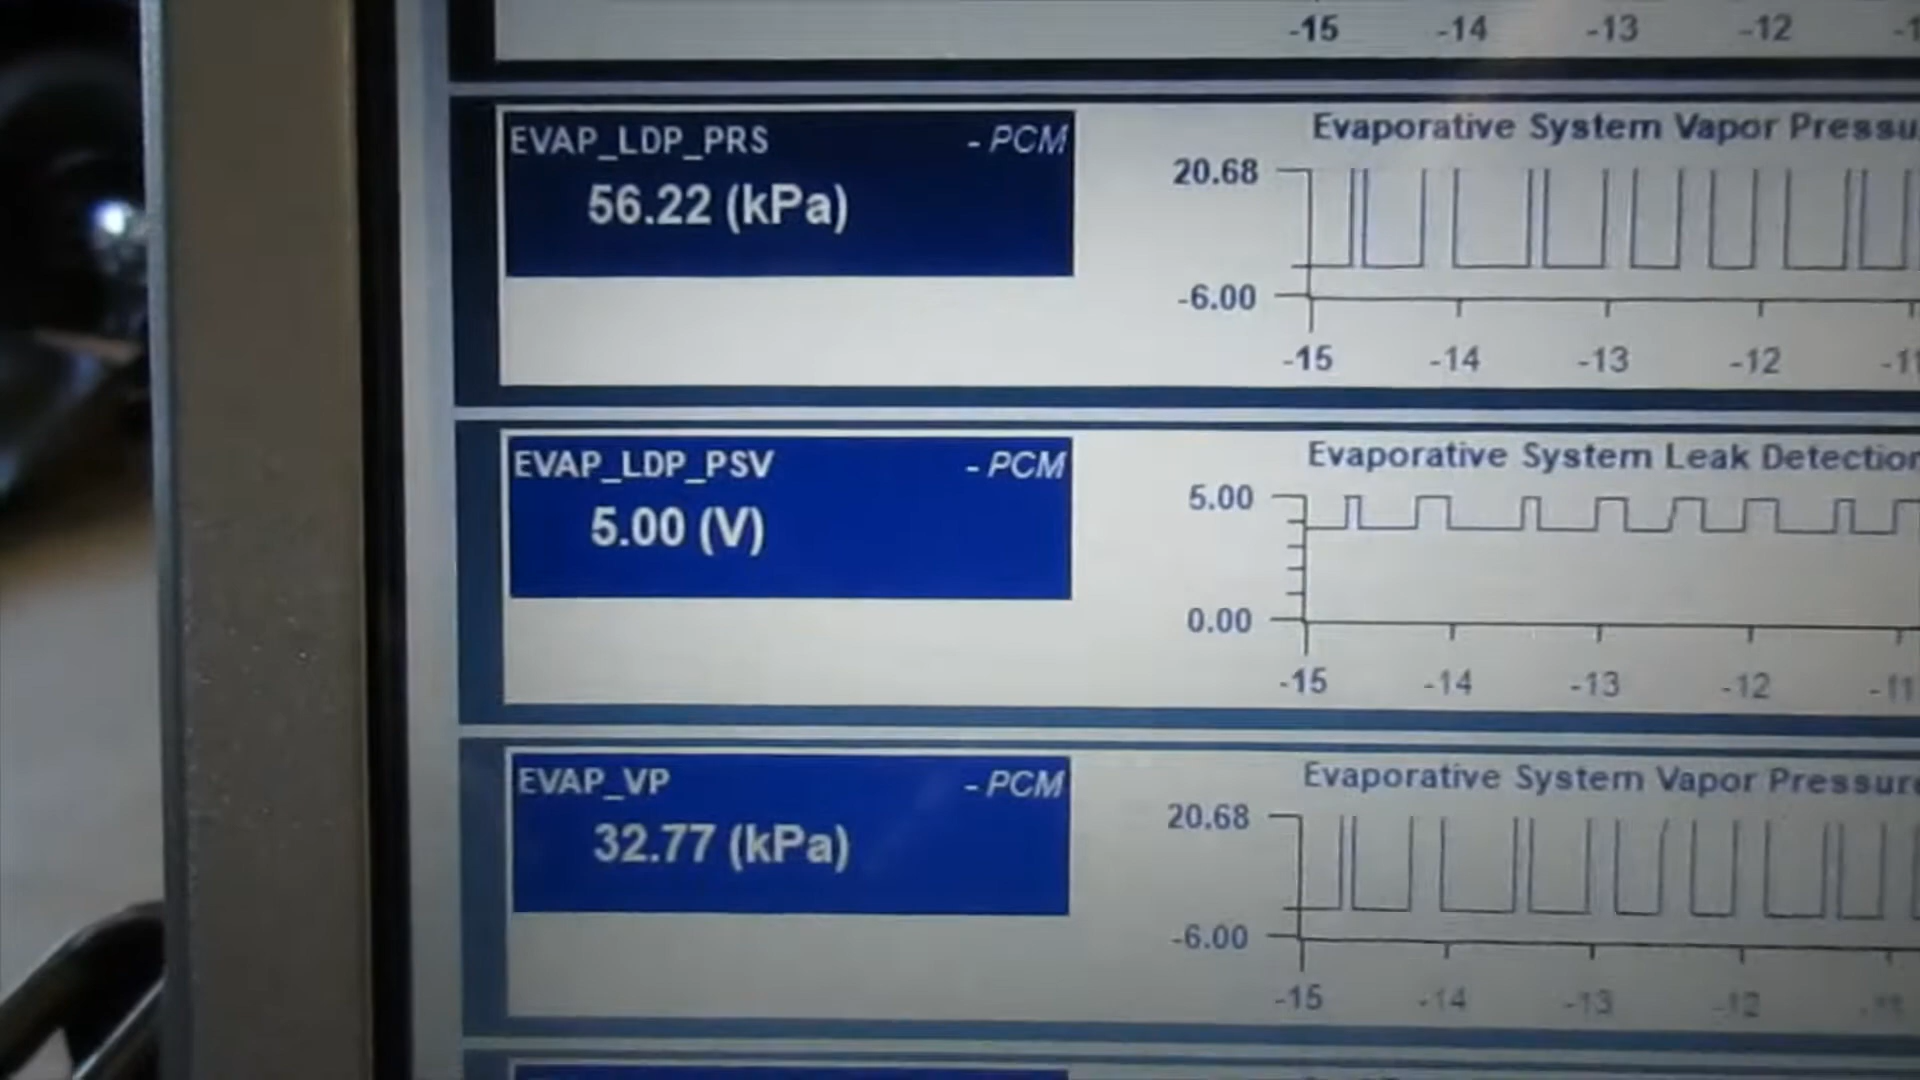 -15 -14 -13 -12
EVAP_LDP_PRS - PCM
56.22 (kPa)
Evaporative System Vapor
20.68
-6.00
-15 -14 -13 -12
EVAP_LDP_PSV - PCM
5.00 (V)
Evaporative System Leak
5.00
0.00
-15 -14 -13 -12 -11
EVAP_VP - PCM
32.77 (kPa)
Evaporative System Vapor Pressure
20.68
-6.00
-15 -14 -13 -12